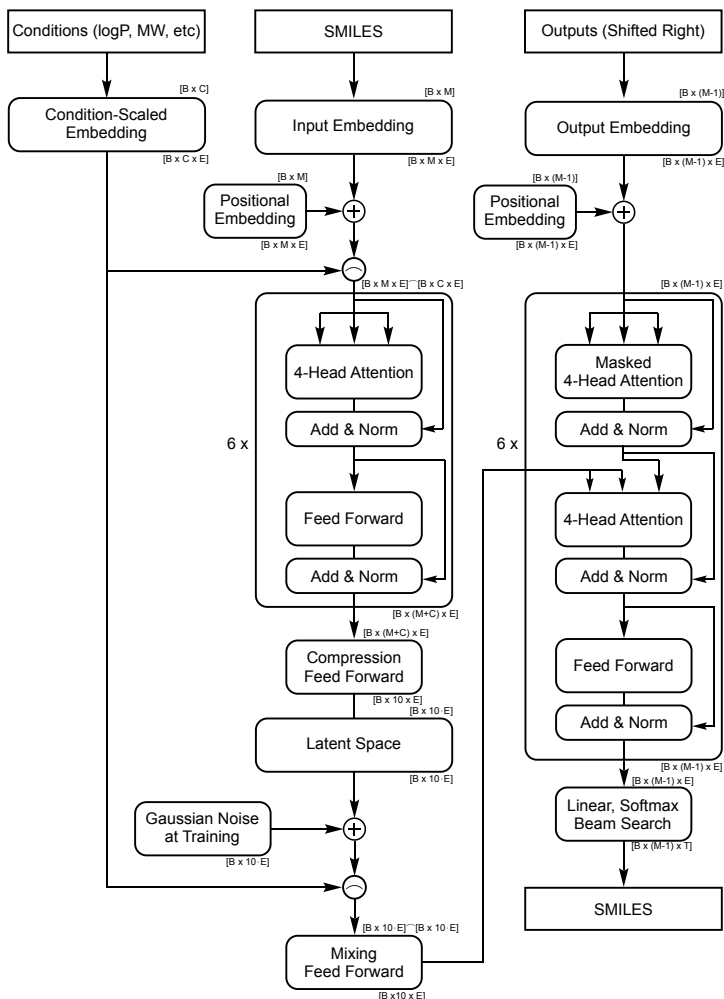 Conditions (logP, MW, etc)
SMILES
Outputs (Shifted Right)
[B x C]
[B x M]
[B x (M-1)]
Condition-Scaled
Embedding
Input Embedding
Output Embedding
[B x C x E]
[B x M x E]
[B x (M-1) x E]
[B x M]
[B x (M-1)]
Positional
Embedding
Positional
Embedding
[B x M x E]
[B x (M-1) x E]
[B x M x E]⁀[B x C x E]
[B x (M-1) x E]
4-Head Attention
Masked
4-Head Attention
Add & Norm
Add & Norm
6 x
6 x
Feed Forward
4-Head Attention
Add & Norm
Add & Norm
[B x (M+C) x E]
[B x (M+C) x E]
Compression
Feed Forward
Feed Forward
[B x 10 x E]
[B x 10·E]
Add & Norm
Latent Space
[B x (M-1) x E]
[B x 10·E]
[B x (M-1) x E]
Gaussian Noise
at Training
Linear, Softmax
Beam Search
[B x 10·E]
[B x (M-1) x T]
SMILES
[B x 10·E]⁀[B x 10·E]
Mixing
Feed Forward
[B x10 x E]